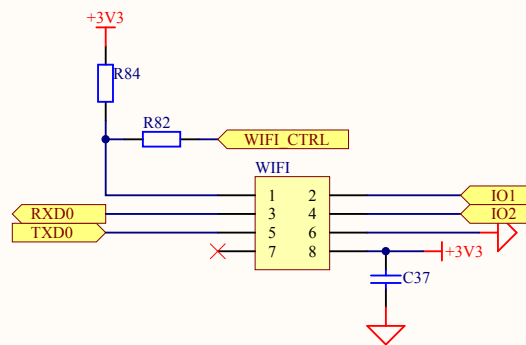 +3V3
R84
R82
WIFI_CTRL
WIFI
1 2 IO1
RXD0 3 4 IO2
TXD0 5 6
7 8 +3V3
C37